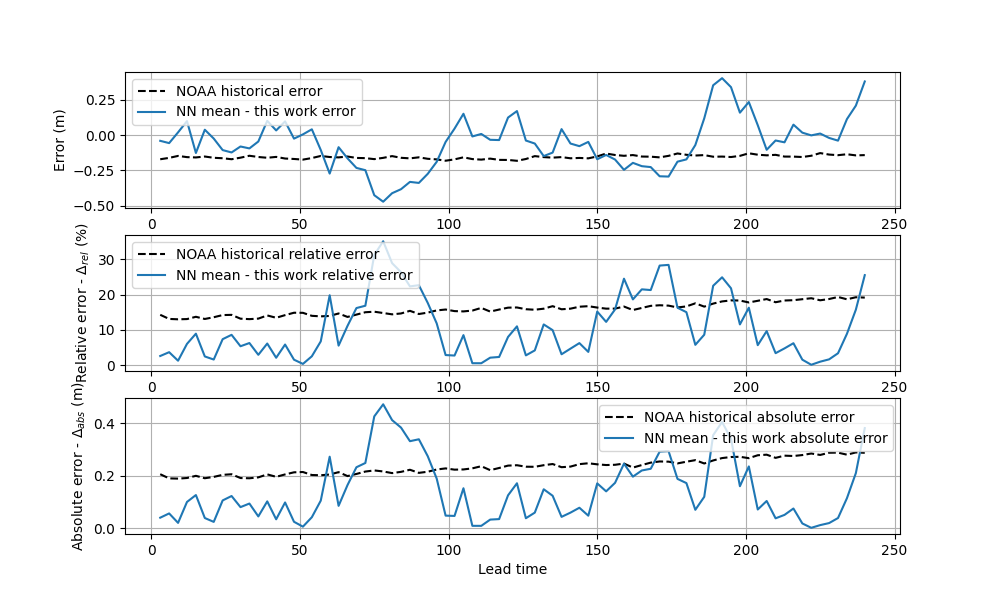 NOAA historical error
NN mean - this work error
Error (m)
0.25
0.00
−0.25
−0.50
0 50 100 150 200 250
NOAA historical relative error
NN mean - this work relative error
Relative error - Δrel (%)
30
20
10
0
0 50 100 150 200 250
NOAA historical absolute error
NN mean - this work absolute error
Absolute error - Δabs (m)
0.4
0.2
0.0
0 50 100 150 200 250
Lead time